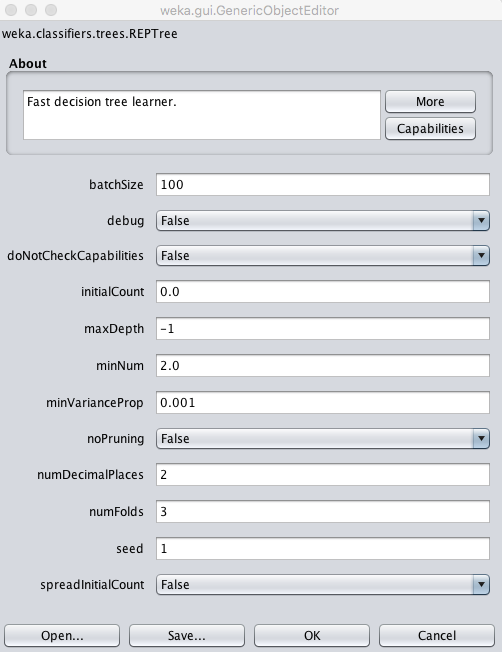 weka.gui.GenericObjectEditor
weka.classifiers.trees.REPTree
About
Fast decision tree learner.
More
Capabilities
batchSize 100
debug False
doNotCheckCapabilities False
initialCount 0.0
maxDepth -1
minNum 2.0
minVarianceProp 0.001
noPruning False
numDecimalPlaces 2
numFolds 3
seed 1
spreadInitialCount False
Open... Save... OK Cancel